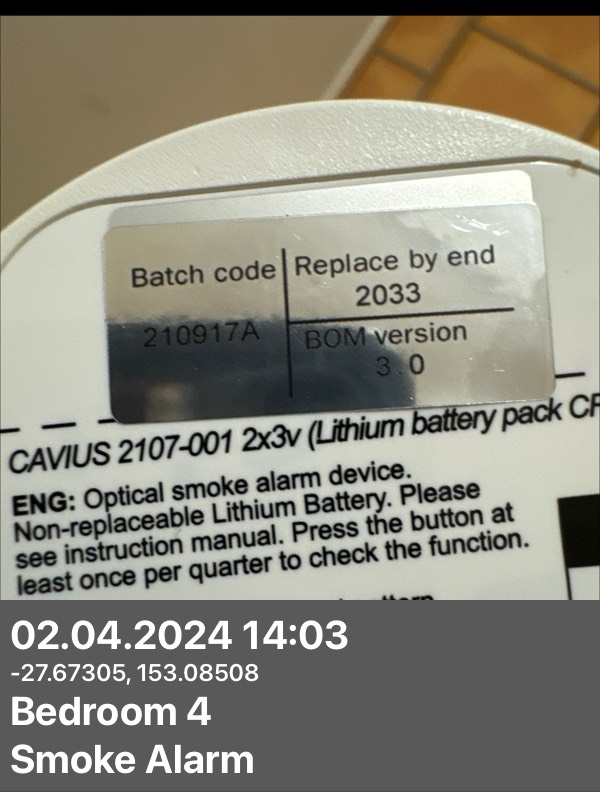 Batch code
Replace by end
2033
210917A
BOM version
3.0
CAVIUS 2107-001 2x3v (Lithium battery pack
ENG: Optical smoke alarm device.
Non-replaceable Lithium Battery. Please
see instruction manual. Press the button at
least once per quarter to check the function.
02.04.2024 14:03
-27.67305, 153.08508
Bedroom 4
Smoke Alarm